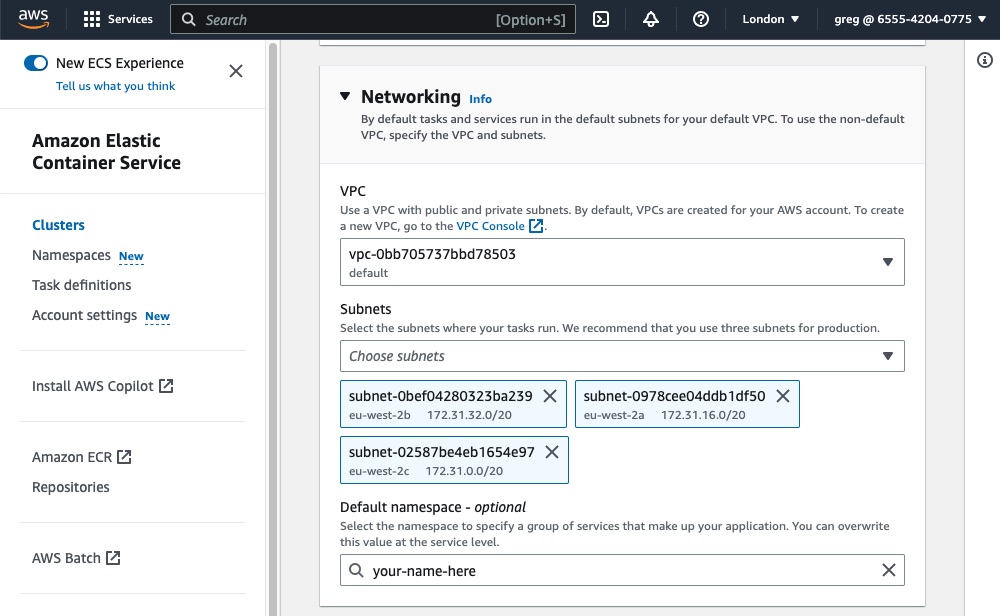 aws
Services
Search
[Option+S]
London
greg @ 6555-4204-0775
New ECS Experience
Tell us what you think
Amazon Elastic
Container Service
Clusters
Namespaces New
Task definitions
Account settings New
Install AWS Copilot
Amazon ECR
Repositories
AWS Batch
Networking Info
By default tasks and services run in the default subnets for your default VPC. To use the non-default
VPC, specify the VPC and subnets.
VPC
Use a VPC with public and private subnets. By default, VPCs are created for your AWS account. To create
a new VPC, go to the VPC Console.
vpc-0bb705737bbd78503
default
Subnets
Select the subnets where your tasks run. We recommend that you use three subnets for production.
Choose subnets
subnet-0bef04280323ba239
eu-west-2b 172.31.32.0/20
subnet-0978cee04ddb1df50
eu-west-2a 172.31.16.0/20
subnet-02587be4eb1654e97
eu-west-2c 172.31.0.0/20
Default namespace - optional
Select the namespace to specify a group of services that make up your application. You can overwrite
this value at the service level.
your-name-here